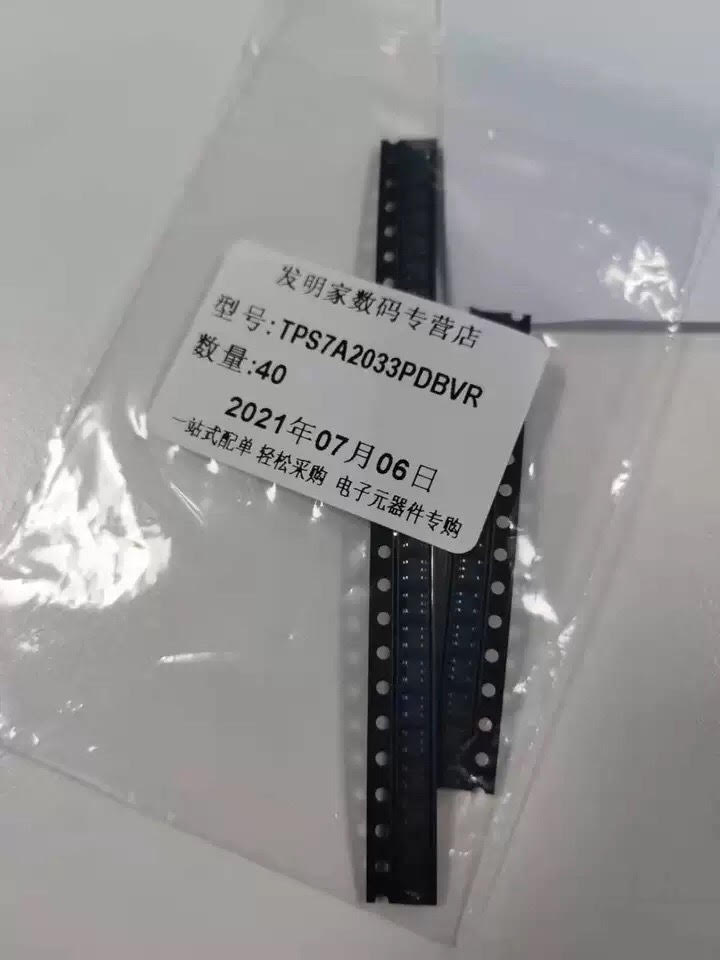 发明家数码专营店
型号:TPS7A2033PDBVR
数量:40
2021年07月06日
一站式配单 轻松采购 电子元器件专购